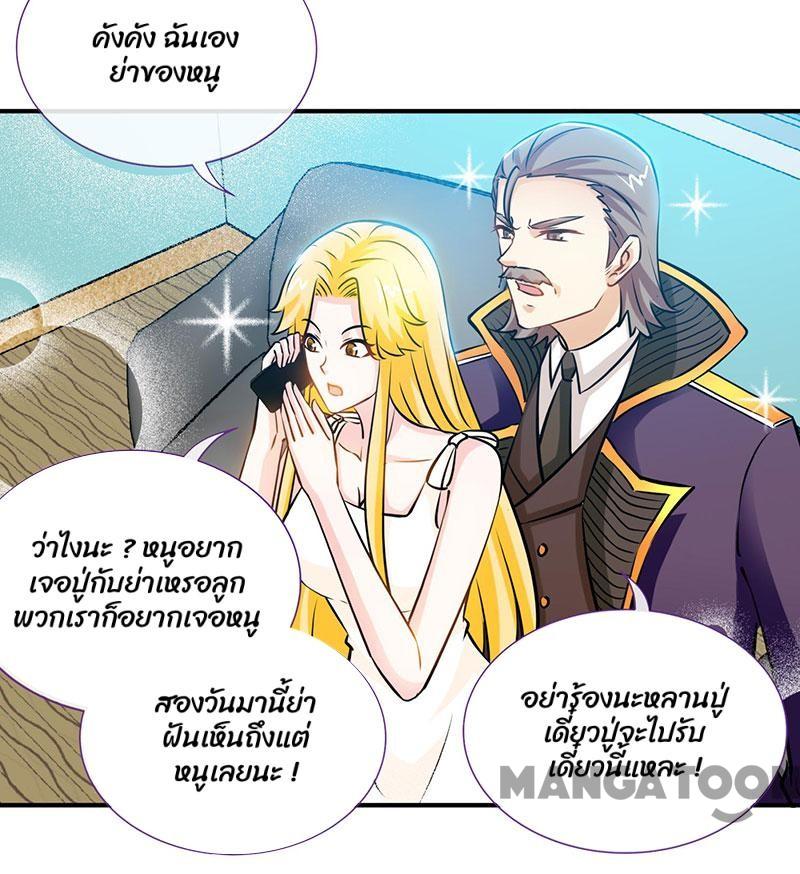 คังคัง ฉันเอง
ย่าของหนู
ว่าไงนะ ? หนูอยาก
เจอปู่กับย่าเหรอลูก
พวกเราก็อยากเจอหนู
สองวันมานี้ย่า
ฝันเห็นถึงแต่
หนูเลยนะ !
อย่าร้องนะหลานปู่
เดี๋ยวปู่จะไปรับ
เดี๋ยวนี้แหละ !
MANGATOON